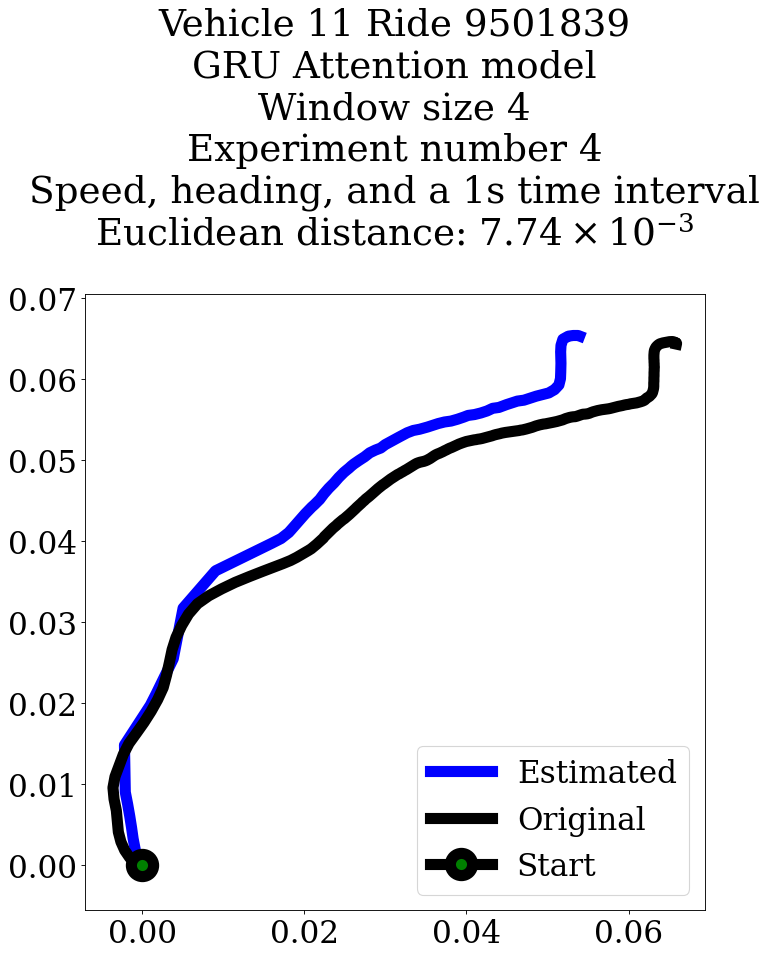 Vehicle 11 Ride 9501839
GRU Attention model
Window size 4
Experiment number 4
Speed, heading, and a 1s time interval
Euclidean distance: 7.74 × 10⁻³
0.07
0.06
0.05
0.04
0.03
0.02
0.01
0.00
Estimated
Original
Start
0.00 0.02 0.04 0.06